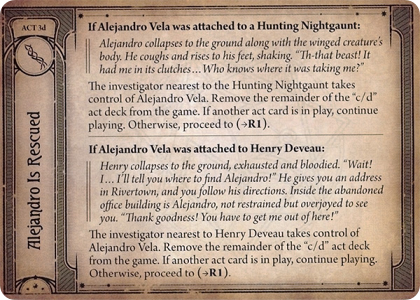 ACT 3d
Alejandro Is Rescued
If Alejandro Vela was attached to a Hunting Nightgaunt:
Alejandro collapses to the ground along with the winged creature’s
body. He coughs and rises to his feet, shaking. “Th-that beast! It
had me in its clutches…Who knows where it was taking me?”
The investigator nearest to the Hunting Nightgaunt takes
control of Alejandro Vela. Remove the remainder of the “c/d”
act deck from the game. If another act card is in play, continue
playing. Otherwise, proceed to (→R1).
If Alejandro Vela was attached to Henry Deveau:
Henry collapses to the ground, exhausted and bloodied. “Wait!
I… I’ll tell you where to find Alejandro!” He gives you an address
in Rivertown, and you follow his directions. Inside the abandoned
office building is Alejandro, not restrained but overjoyed to see
you. “Thank goodness! You have to get me out of here!”
The investigator nearest to Henry Deveau takes control of
Alejandro Vela. Remove the remainder of the “c/d” act deck
from the game. If another act card is in play, continue playing.
Otherwise, proceed to (→R1).